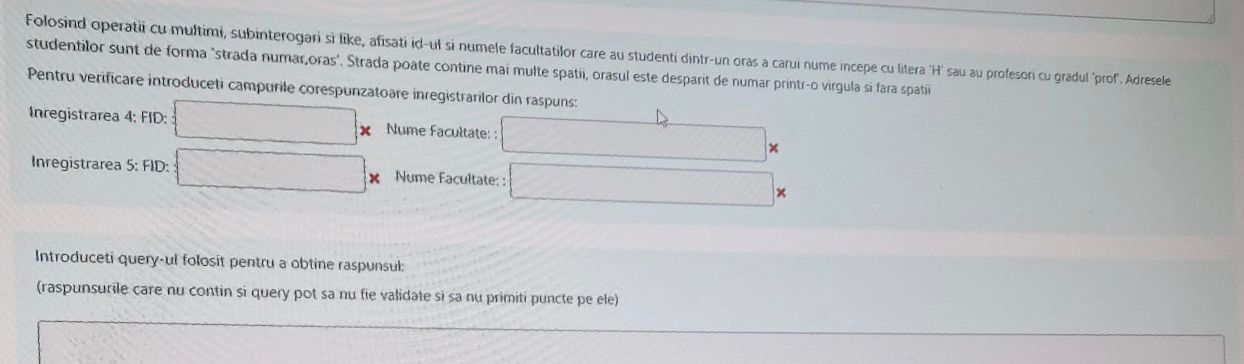 Folosind operatii cu multimi, subinterogari si like, afisati id-ul si numele facultatilor care au studenti dintr-un oras a carui nume incepe cu litera 'H' sau au profesori cu gradul 'prof'. Adresele
studentilor sunt de forma 'strada numar,oras'. Strada poate contine mai multe spatii, orasul este desparit de numar printr-o virgula si fara spatii
Pentru verificare introduceti campurile corespunzatoare inregistrarilor din raspuns:
Inregistrarea 4: FID: : Nume Facultate: :
Inregistrarea 5: FID: : Nume Facultate: :
Introduceti query-ul folosit pentru a obtine raspunsul:
(raspunsurile care nu contin si query pot sa nu fie validate si sa nu primiti puncte pe ele)